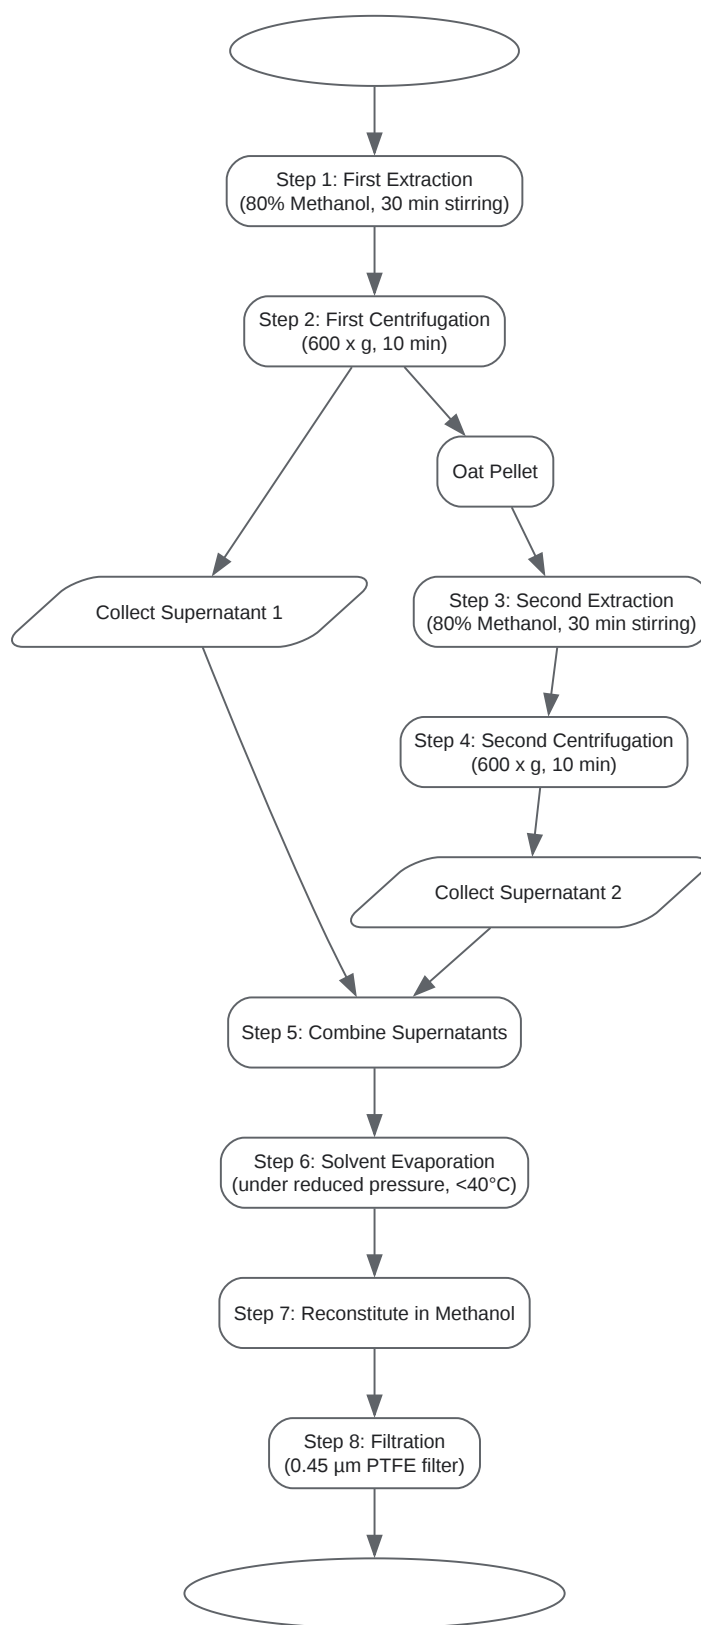 Step 1: First Extraction
(80% Methanol, 30 min stirring)
Step 2: First Centrifugation
(600 x g, 10 min)
Oat Pellet
Collect Supernatant 1
Step 3: Second Extraction
(80% Methanol, 30 min stirring)
Step 4: Second Centrifugation
(600 x g, 10 min)
Collect Supernatant 2
Step 5: Combine Supernatants
Step 6: Solvent Evaporation
(under reduced pressure, <40°C)
Step 7: Reconstitute in Methanol
Step 8: Filtration
(0.45 µm PTFE filter)